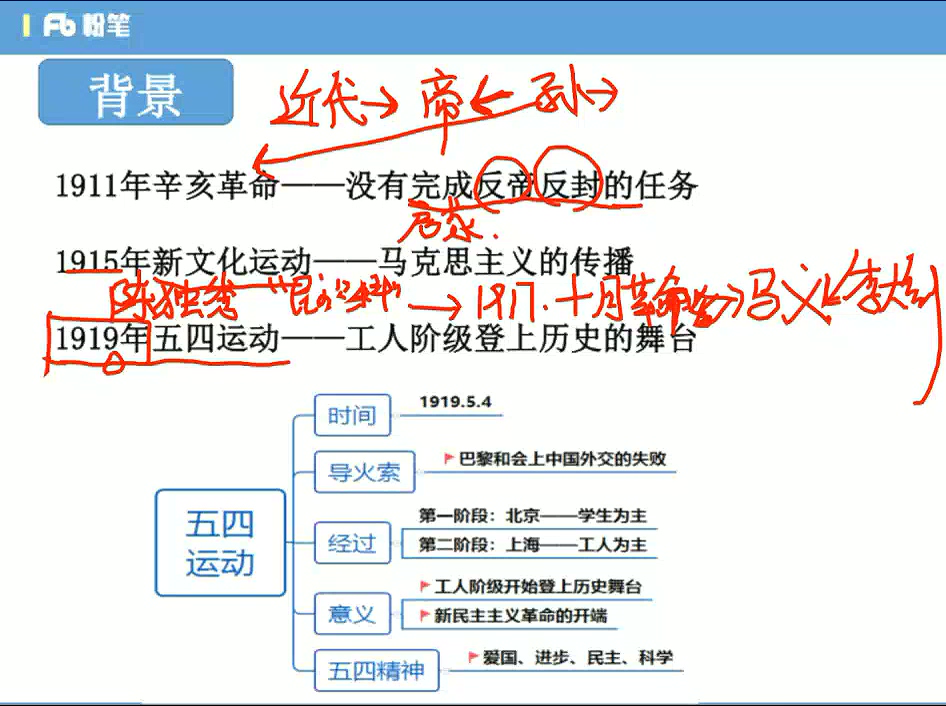 粉笔
背景
近代→帝←孙→
1911年辛亥革命——没有完成反帝反封的任务
启蒙.
1915年新文化运动——马克思主义的传播
陈独秀 → 1917.十月革命 → 马义
1919年五四运动——工人阶级登上历史的舞台
五四
运动
时间
1919.5.4
导火索
巴黎和会上中国外交的失败
经过
第一阶段：北京——学生为主
第二阶段：上海——工人为主
意义
工人阶级开始登上历史舞台
新民主主义革命的开端
五四精神
爱国、进步、民主、科学